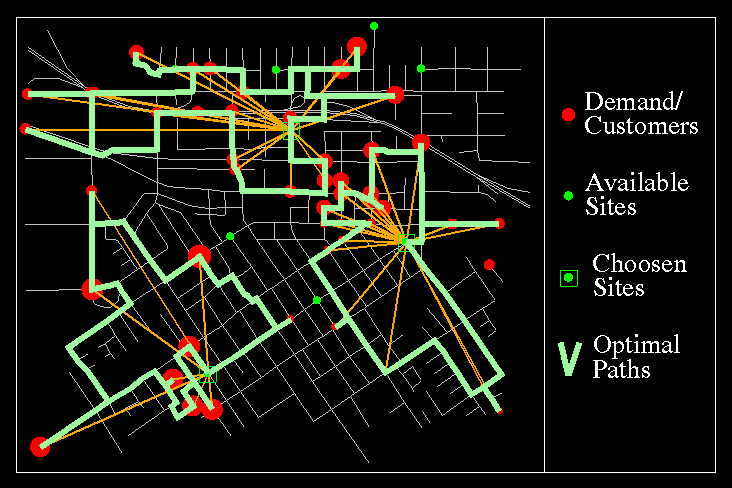 Demand/
Customers
Available
Sites
Choosen
Sites
Optimal
Paths